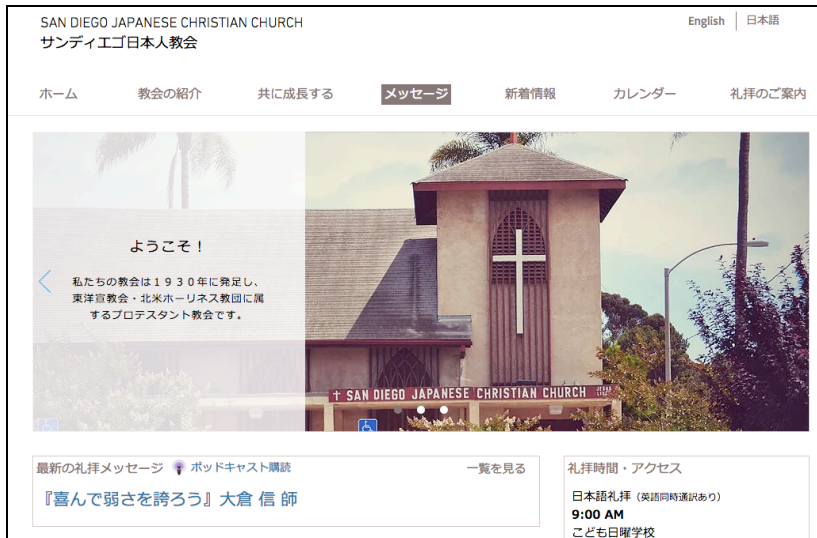 SAN DIEGO JAPANESE CHRISTIAN CHURCH
サンディエゴ日本人教会
English
日本語
ホーム 教会の紹介 共に成長する メッセージ 新着情報 カレンダー 礼拝のご案内
ようこそ！
私たちの教会は１９３０年に発足し、
東洋宣教会・北米ホーリネス教団に属
するプロテスタント教会です。
SAN DIEGO JAPANESE CHRISTIAN CHURCH
JESUS
最新の礼拝メッセージ ポッドキャスト購読 一覧を見る
『喜んで弱さを誇ろう』大倉 信 師
礼拝時間・アクセス
日本語礼拝（英語同時通訳あり）
9:00 AM
こども日曜学校